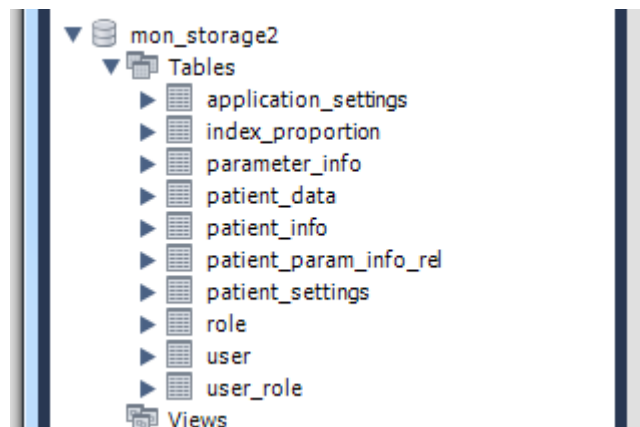 mon_storage2
Tables
application_settings
index_proportion
parameter_info
patient_data
patient_info
patient_param_info_rel
patient_settings
role
user
user_role
Views